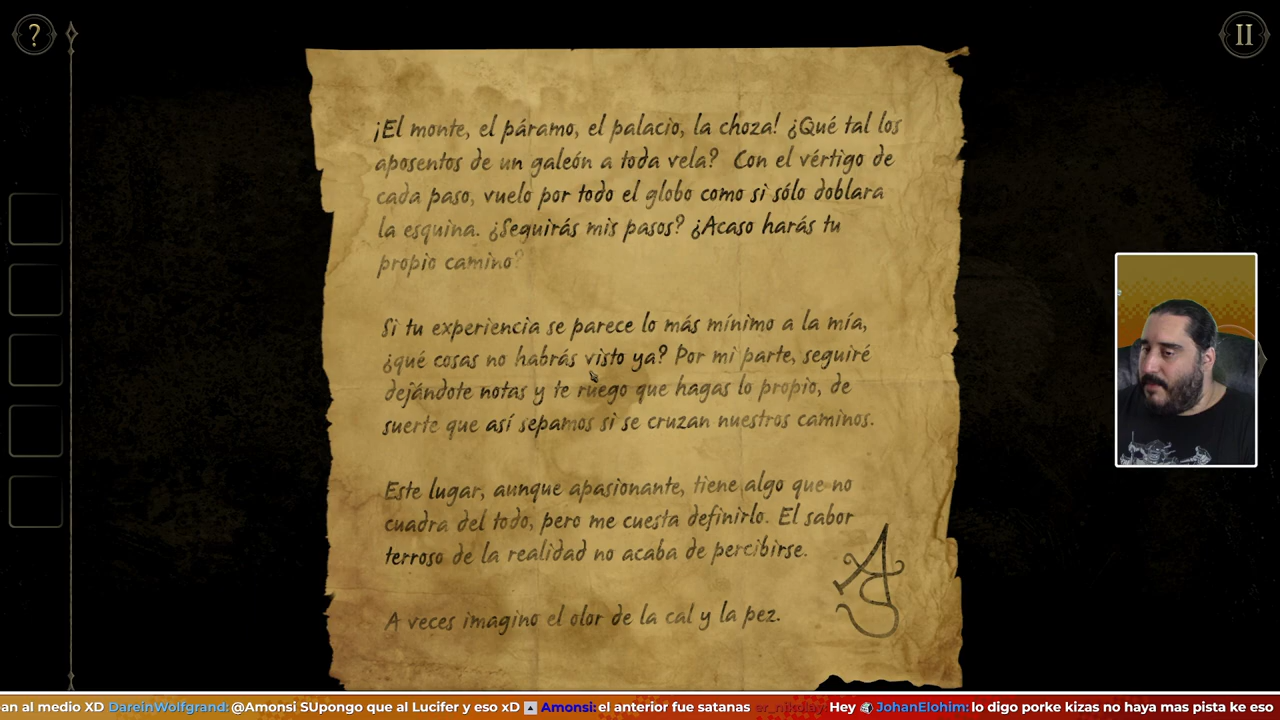 ?
II
¡El monte, el páramo, el palacio, la choza! ¿Qué tal los
aposentos de un galeón a toda vela? Con el vértigo de
cada paso, vuelo por todo el globo como si sólo doblara
la esquina. ¿Seguirás mis pasos? ¿Acaso harás tu
propio camino?
Si tu experiencia se parece lo más mínimo a la mía,
¿qué cosas no habrás visto ya? Por mi parte, seguiré
dejándote notas y te ruego que hagas lo propio, de
suerte que así sepamos si se cruzan nuestros caminos.
Este lugar, aunque apasionante, tiene algo que no
cuadra del todo, pero me cuesta definirlo. El sabor
terroso de la realidad no acaba de percibirse.
A veces imagino el olor de la cal y la pez.
AS
an al medio XD DareinWolfgrand: @Amonsi SUpongo que al Lucifer y eso xD Amonsi: el anterior fue satanas er_nikolay: Hey JohanElohim: lo digo porke kizas no haya mas pista ke eso